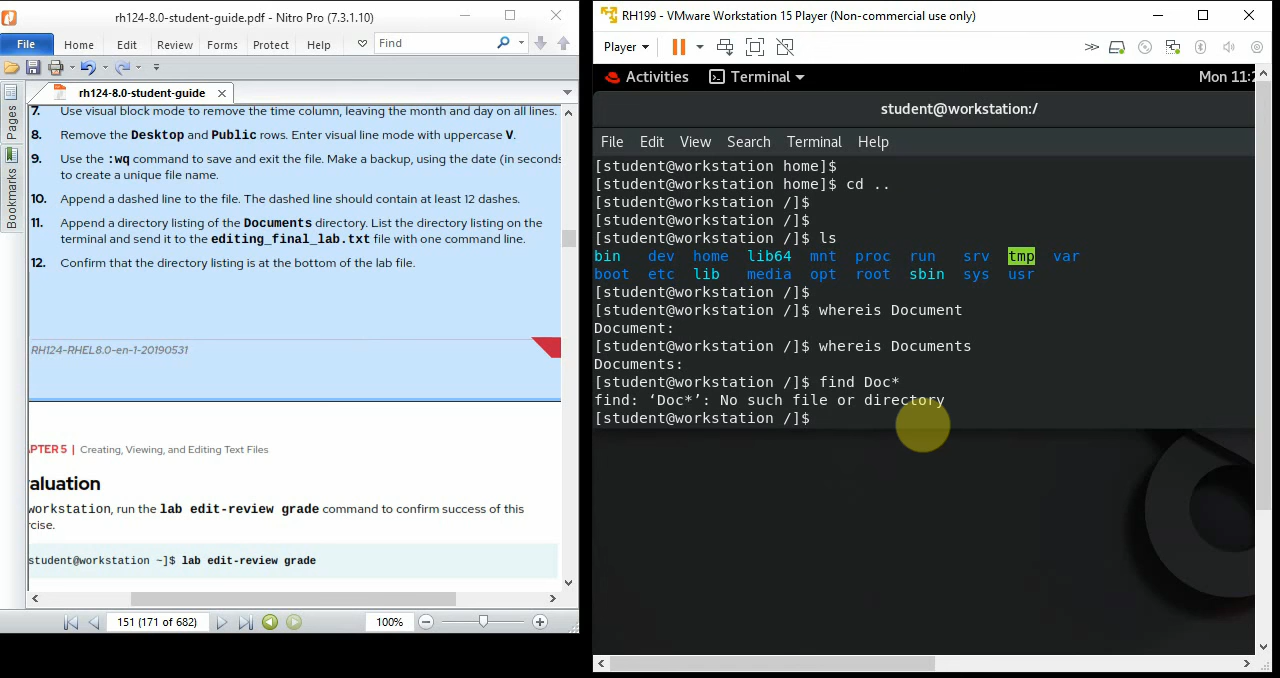 rh124-8.0-student-guide.pdf - Nitro Pro (7.3.1.10)
File Home Edit Review Forms Protect Help Find
rh124-8.0-student-guide
Pages
Bookmarks
7. Use visual block mode to remove the time column, leaving the month and day on all lines.
8. Remove the Desktop and Public rows. Enter visual line mode with uppercase V.
9. Use the :wq command to save and exit the file. Make a backup, using the date (in seconds
to create a unique file name.
10. Append a dashed line to the file. The dashed line should contain at least 12 dashes.
11. Append a directory listing of the Documents directory. List the directory listing on the
terminal and send it to the editing_final_lab.txt file with one command line.
12. Confirm that the directory listing is at the bottom of the lab file.
RH124-RHEL8.0-en-1-20190531
PTER 5 | Creating, Viewing, and Editing Text Files
aluation
workstation, run the lab edit-review grade command to confirm success of this
rcise.
student@workstation ~]$ lab edit-review grade
151 (171 of 682) 100%
RH199 - VMware Workstation 15 Player (Non-commercial use only)
Player
Activities Terminal Mon 11:2
student@workstation:/
File Edit View Search Terminal Help
[student@workstation home]$
[student@workstation home]$ cd ..
[student@workstation /]$
[student@workstation /]$
[student@workstation /]$ ls
bin dev home lib64 mnt proc run srv tmp var
boot etc lib media opt root sbin sys usr
[student@workstation /]$
[student@workstation /]$ whereis Document
Document:
[student@workstation /]$ whereis Documents
Documents:
[student@workstation /]$ find Doc*
find: ‘Doc*’: No such file or directory
[student@workstation /]$